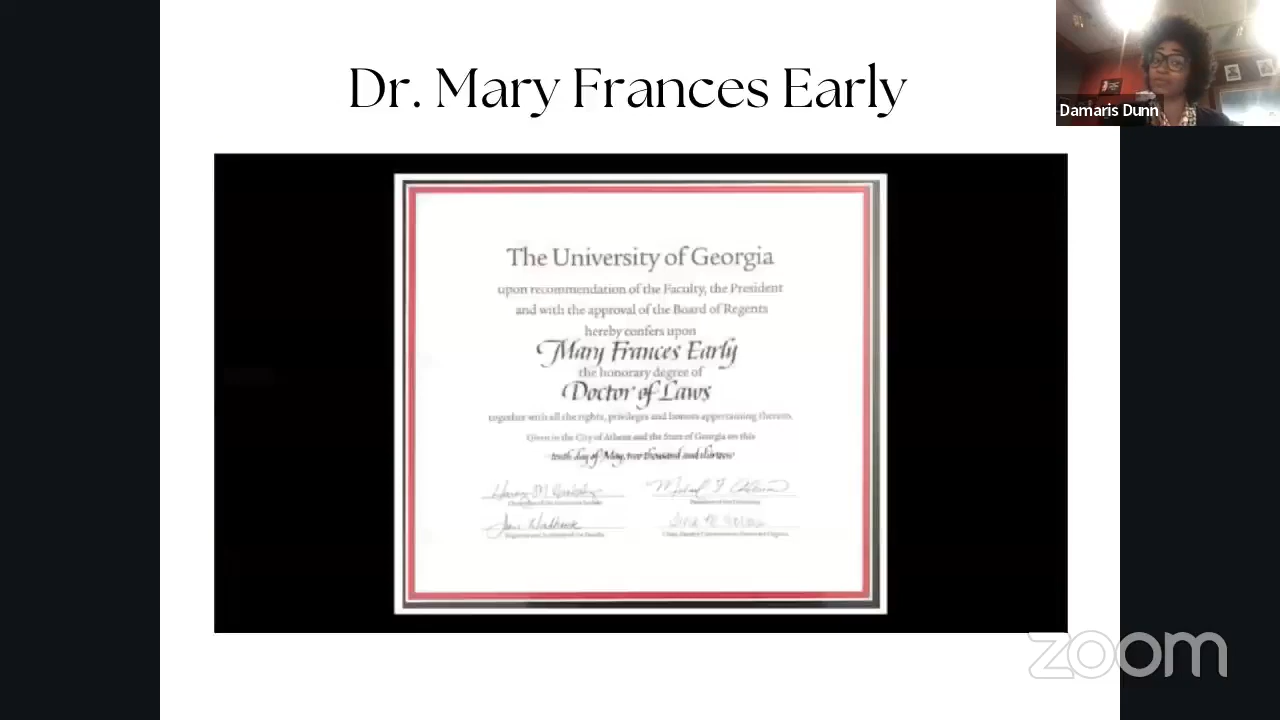 Dr. Mary Frances Early
Damaris Dunn
The University of Georgia
upon recommendation of the Faculty, the President
and with the approval of the Board of Regents
hereby confers upon
Mary Frances Early
the honorary degree of
Doctor of Laws
together with all the rights, privileges and honors appertaining thereto.
Given in the City of Athens and the State of Georgia on this
tenth day of May, two thousand and thirteen
zoom